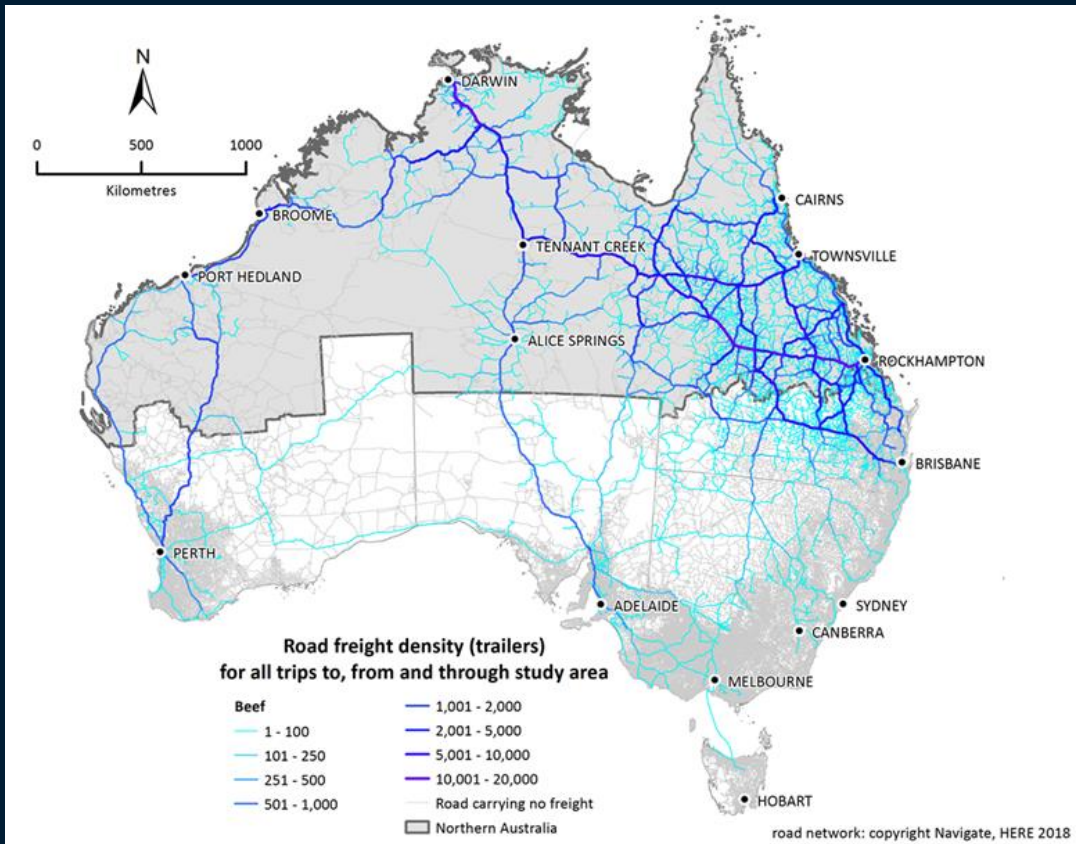 N
DARWIN
0 500 1000
Kilometres
CAIRNS
BROOME
TENNANT CREEK
TOWNSVILLE
PORT HEDLAND
ALICE SPRINGS
ROCKHAMPTON
BRISBANE
PERTH
ADELAIDE
SYDNEY
CANBERRA
MELBOURNE
HOBART
Road freight density (trailers)
for all trips to, from and through study area
Beef
1 - 100
101 - 250
251 - 500
501 - 1,000
1,001 - 2,000
2,001 - 5,000
5,001 - 10,000
10,001 - 20,000
Road carrying no freight
Northern Australia
road network: copyright Navigate, HERE 2018